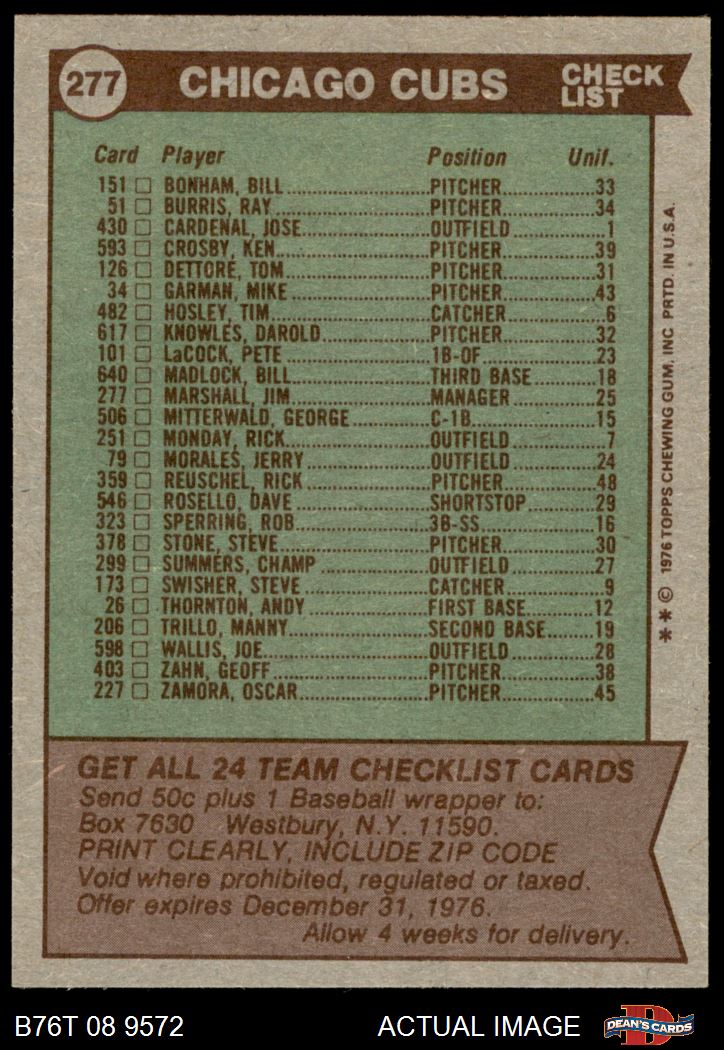 277 CHICAGO CUBS CHECK LIST
Card Player Position Unif.
151 □ BONHAM, BILL PITCHER 33
51 □ BURRIS, RAY PITCHER 34
430 □ CARDENAL, JOSE OUTFIELD 1
593 □ CROSBY, KEN PITCHER 39
126 □ DETTORE, TOM PITCHER 31
34 □ GARMAN, MIKE PITCHER 43
482 □ HOSLEY, TIM CATCHER 6
617 □ KNOWLES, DAROLD PITCHER 32
101 □ LaCOCK, PETE 1B-OF 23
640 □ MADLOCK, BILL THIRD BASE 18
277 □ MARSHALL, JIM MANAGER 25
506 □ MITTERWALD, GEORGE C-1B 15
251 □ MONDAY, RICK OUTFIELD 7
79 □ MORALES, JERRY OUTFIELD 24
359 □ REUSCHEL, RICK PITCHER 48
546 □ ROSELLO, DAVE SHORTSTOP 29
323 □ SPERRING, ROB 3B-SS 16
378 □ STONE, STEVE PITCHER 30
299 □ SUMMERS, CHAMP OUTFIELD 27
173 □ SWISHER, STEVE CATCHER 9
26 □ THORNTON, ANDY FIRST BASE 12
206 □ TRILLO, MANNY SECOND BASE 19
598 □ WALLIS, JOE OUTFIELD 28
403 □ ZAHN, GEOFF PITCHER 38
227 □ ZAMORA, OSCAR PITCHER 45
**© 1976 TOPPS CHEWING GUM, INC PRTD. IN U.S.A.
GET ALL 24 TEAM CHECKLIST CARDS
Send 50c plus 1 Baseball wrapper to:
Box 7630 Westbury, N.Y. 11590.
PRINT CLEARLY, INCLUDE ZIP CODE
Void where prohibited, regulated or taxed.
Offer expires December 31, 1976.
Allow 4 weeks for delivery.
B76T 08 9572 ACTUAL IMAGE D DEAN'S CARDS